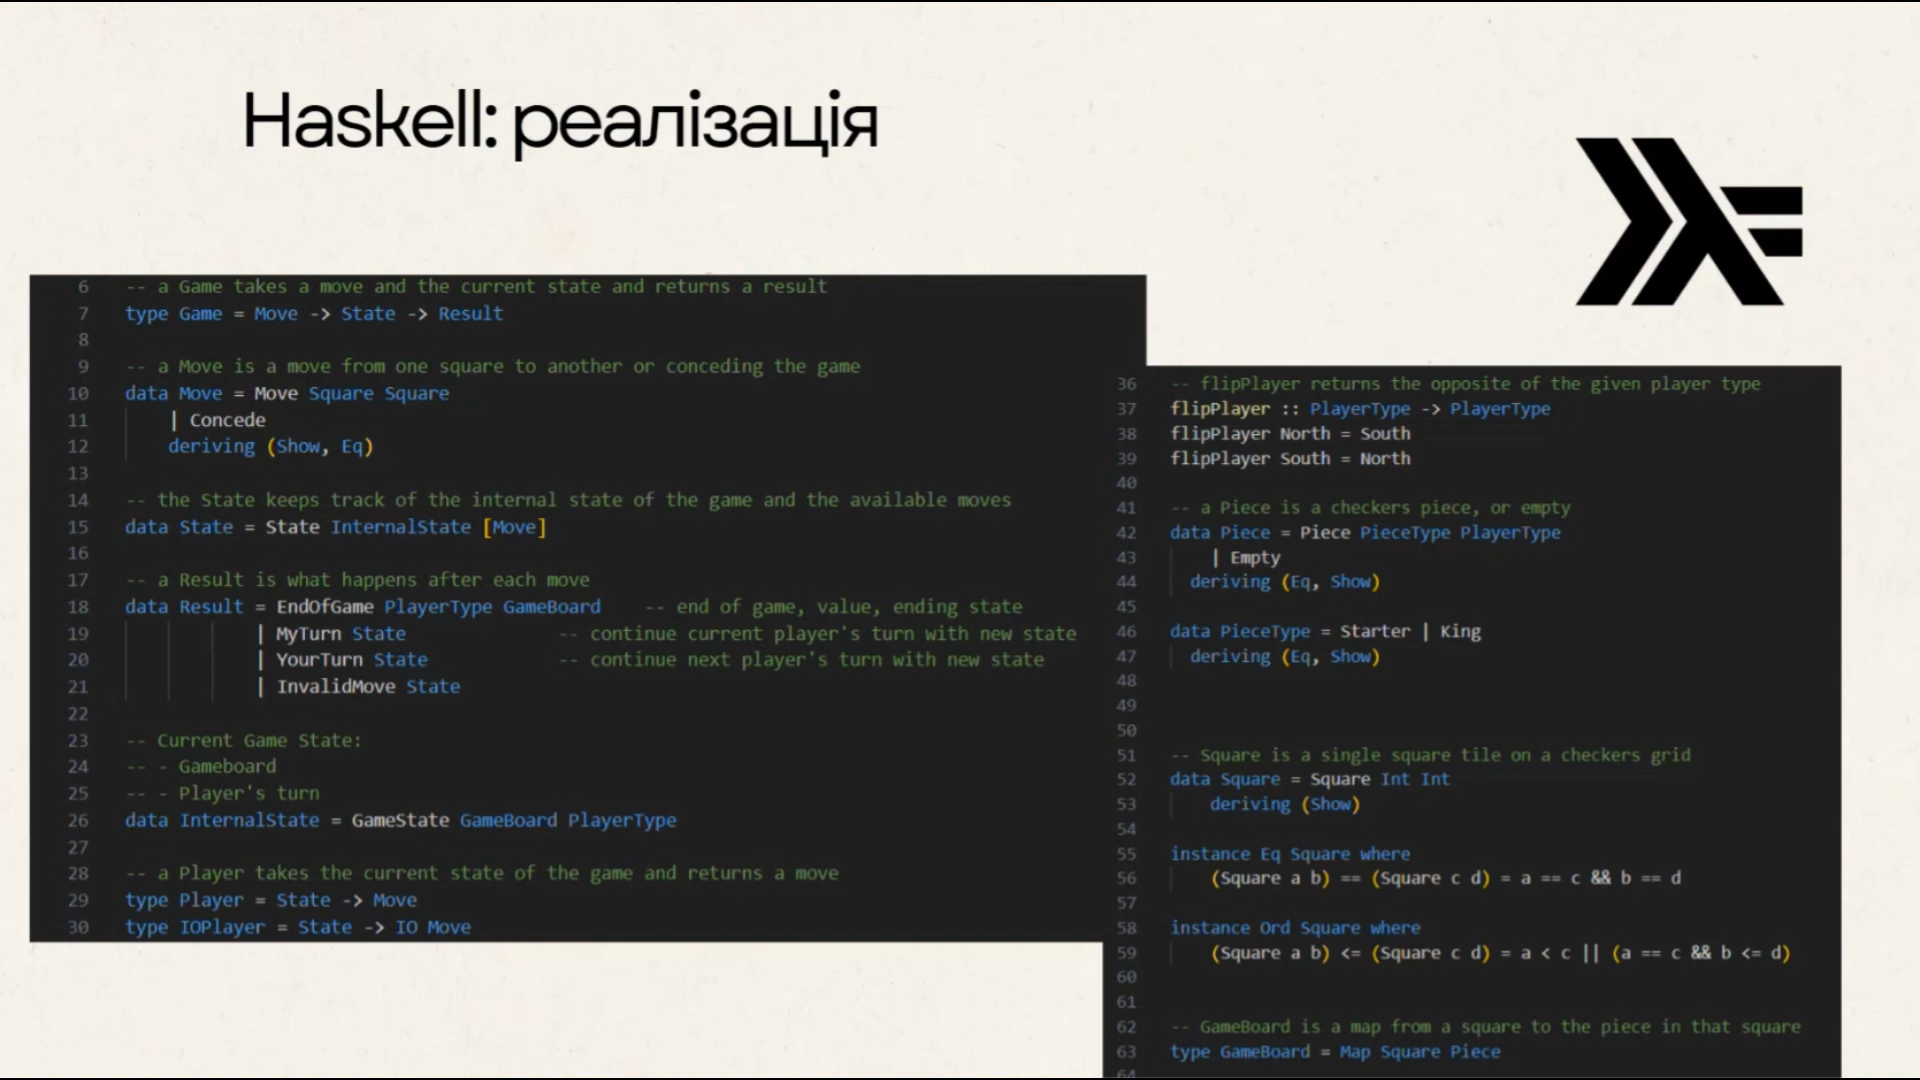 Haskell: реалізація
6 -- a Game takes a move and the current state and returns a result
7 type Game = Move -> State -> Result
8
9 -- a Move is a move from one square to another or conceding the game
10 data Move = Move Square Square
11 | Concede
12 deriving (Show, Eq)
13
14 -- the State keeps track of the internal state of the game and the available moves
15 data State = State InternalState [Move]
16
17 -- a Result is what happens after each move
18 data Result = EndOfGame PlayerType GameBoard -- end of game, value, ending state
19 | MyTurn State -- continue current player's turn with new state
20 | YourTurn State -- continue next player's turn with new state
21 | InvalidMove State
22
23 -- Current Game State:
24 -- - Gameboard
25 -- - Player's turn
26 data InternalState = GameState GameBoard PlayerType
27
28 -- a Player takes the current state of the game and returns a move
29 type Player = State -> Move
30 type IOPlayer = State -> IO Move
36 -- flipPlayer returns the opposite of the given player type
37 flipPlayer :: PlayerType -> PlayerType
38 flipPlayer North = South
39 flipPlayer South = North
40
41 -- a Piece is a checkers piece, or empty
42 data Piece = Piece PieceType PlayerType
43 | Empty
44 deriving (Eq, Show)
45
46 data PieceType = Starter | King
47 deriving (Eq, Show)
48
49
50
51 -- Square is a single square tile on a checkers grid
52 data Square = Square Int Int
53 deriving (Show)
54
55 instance Eq Square where
56 (Square a b) == (Square c d) = a == c && b == d
57
58 instance Ord Square where
59 (Square a b) <= (Square c d) = a < c || (a == c && b <= d)
60
61
62 -- GameBoard is a map from a square to the piece in that square
63 type GameBoard = Map Square Piece
64